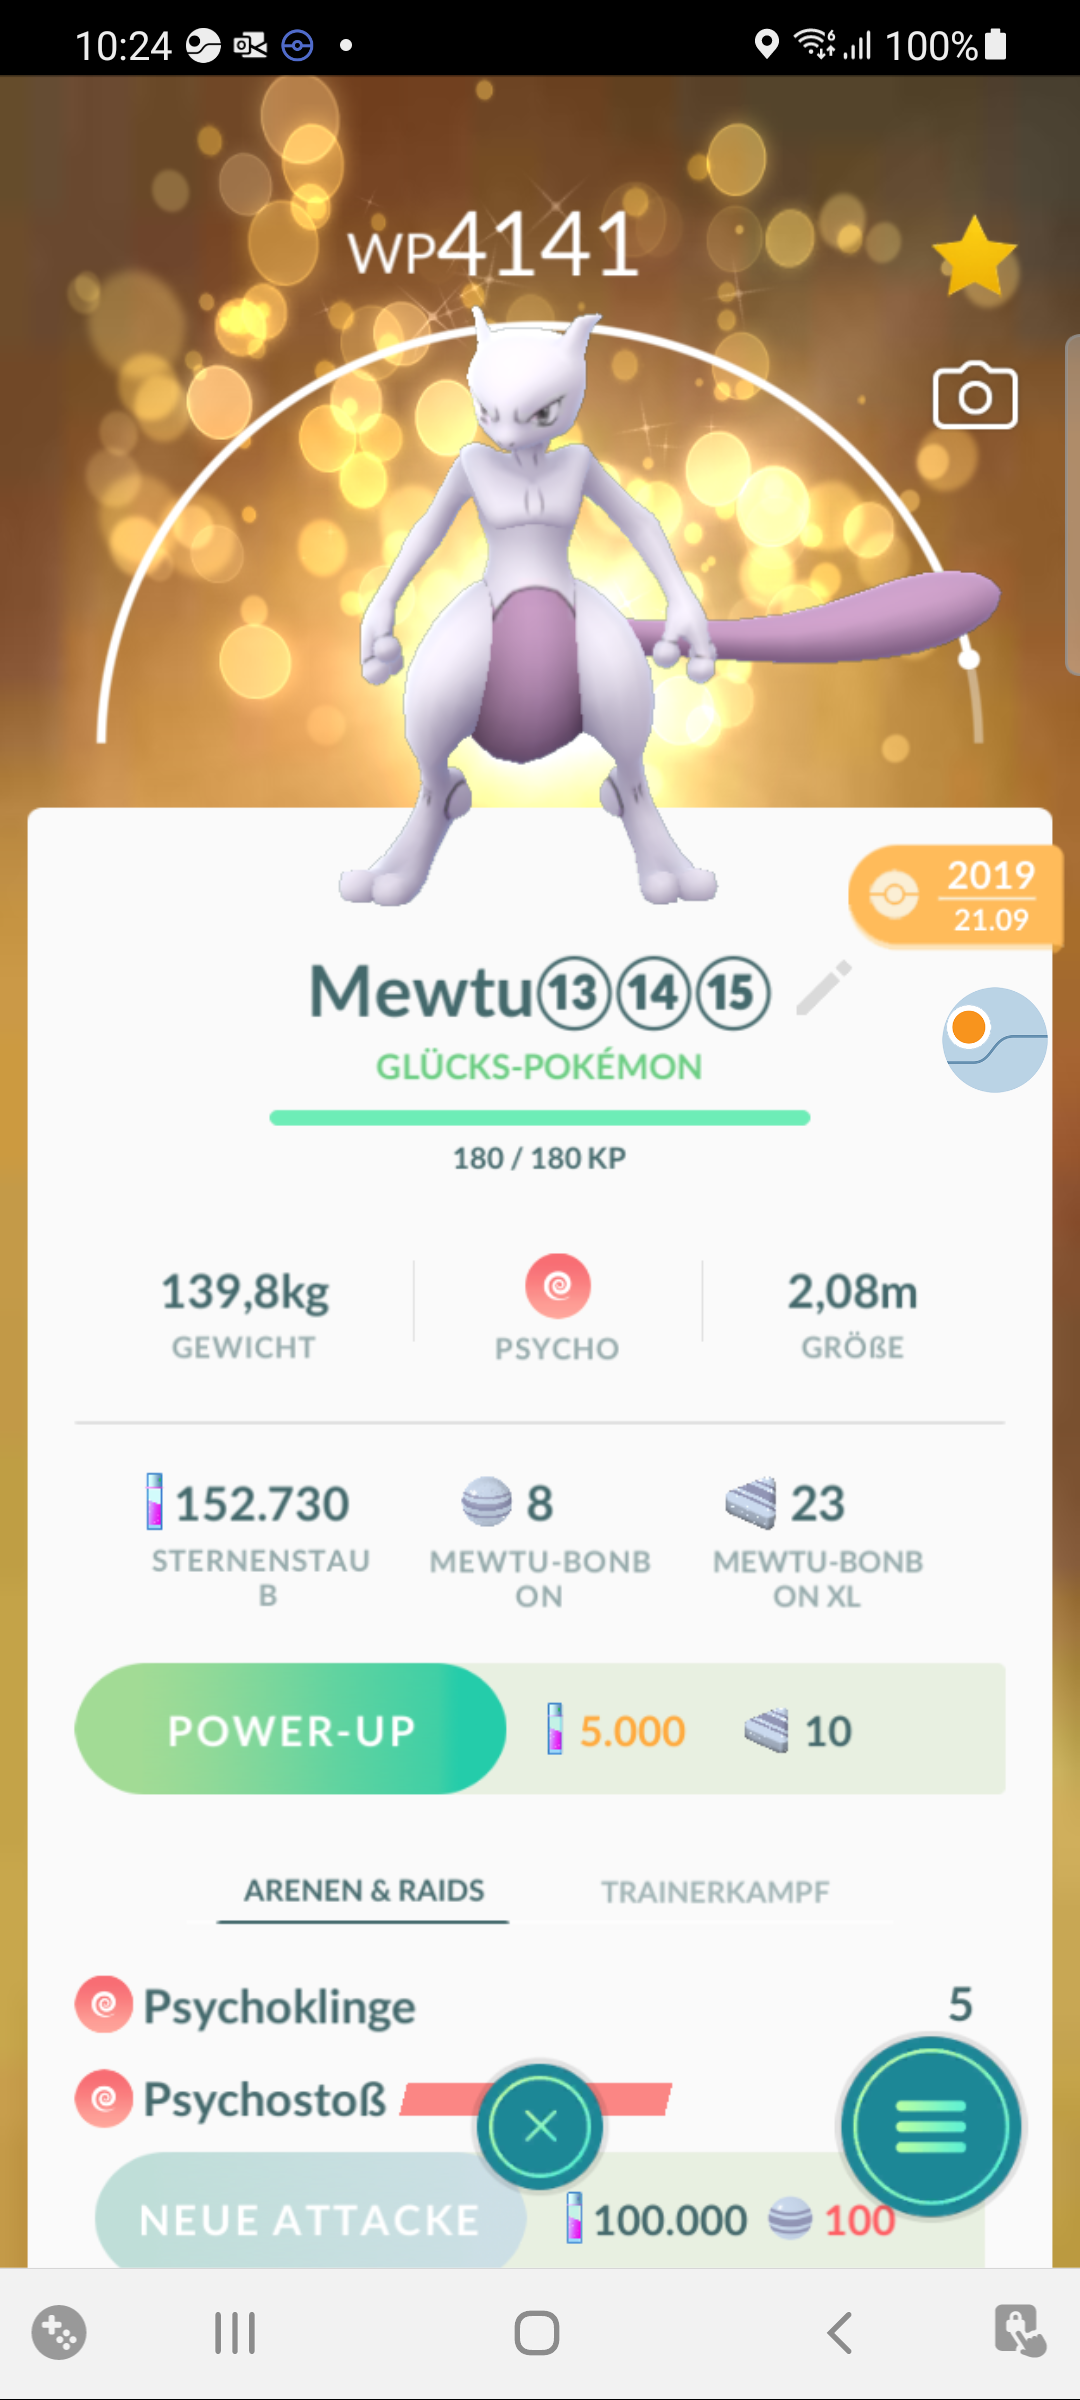 10:24
100%
WP4141
2019
21.09
Mewtu⑬⑭⑮
GLÜCKS-POKÉMON
180 / 180 KP
139,8kg
GEWICHT
PSYCHO
2,08m
GRÖẞE
152.730
STERNENSTAU
B
8
MEWTU-BONB
ON
23
MEWTU-BONB
ON XL
POWER-UP
5.000
10
ARENEN & RAIDS
TRAINERKAMPF
Psychoklinge
5
Psychostoß
NEUE ATTACKE
100.000
100